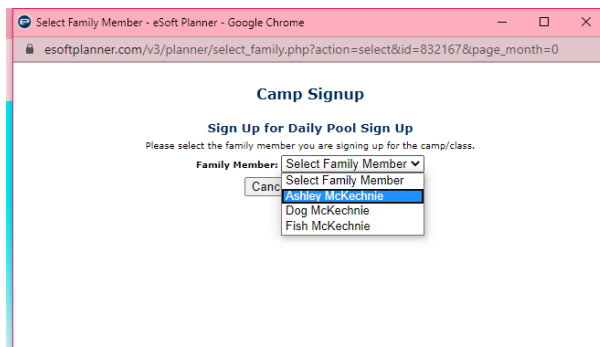 Select Family Member - eSoft Planner - Google Chrome
esoftplanner.com/v3/planner/select_family.php?action=select&id=832167&page_month=0
Camp Signup
Sign Up for Daily Pool Sign Up
Please select the family member you are signing up for the camp/class.
Family Member: Select Family Member
Select Family Member
Canc
Ashley McKechnie
Dog McKechnie
Fish McKechnie